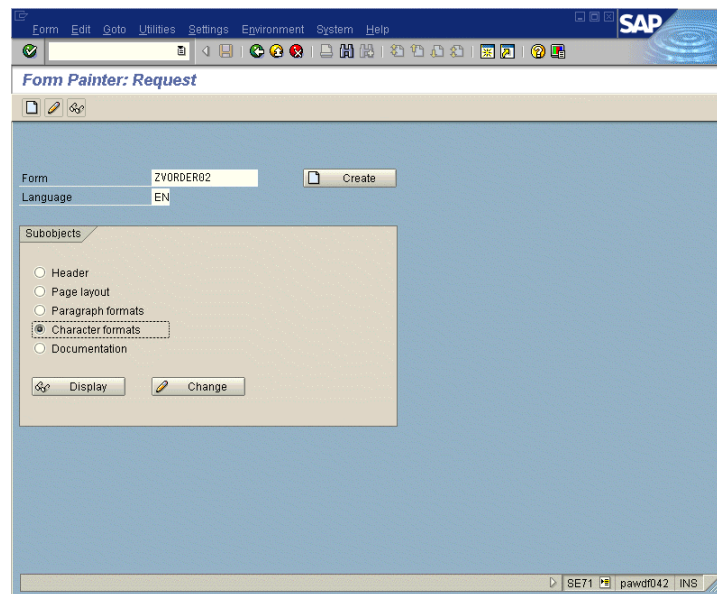 Form Edit Goto Utilities Settings Environment System Help
SAP
Form Painter: Request
Form ZVORDER02 Create
Language EN
Subobjects
Header
Page layout
Paragraph formats
Character formats
Documentation
Display Change
SE71 pawdf042 INS